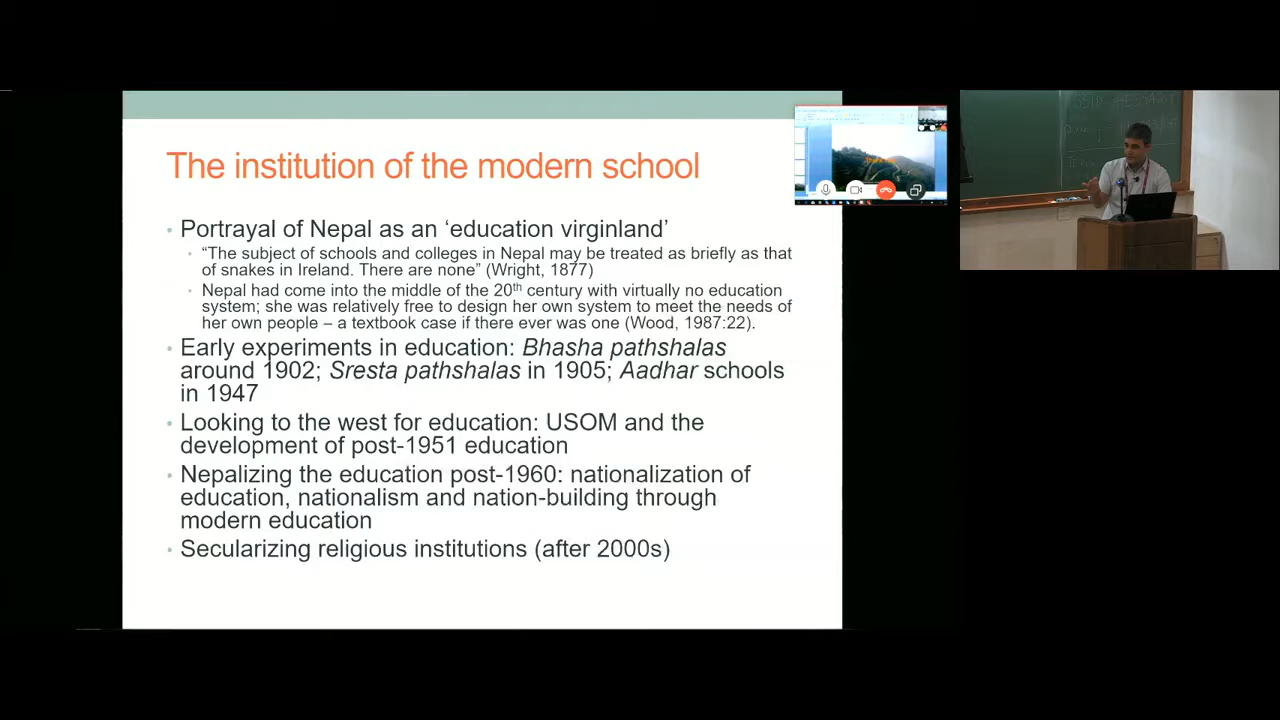 The institution of the modern school
• Portrayal of Nepal as an ‘education virginland’
• “The subject of schools and colleges in Nepal may be treated as briefly as that
of snakes in Ireland. There are none” (Wright, 1877)
• Nepal had come into the middle of the 20th century with virtually no education
system; she was relatively free to design her own system to meet the needs of
her own people – a textbook case if there ever was one (Wood, 1987:22).
• Early experiments in education: Bhasha pathshalas
around 1902; Sresta pathshalas in 1905; Aadhar schools
in 1947
• Looking to the west for education: USOM and the
development of post-1951 education
• Nepalizing the education post-1960: nationalization of
education, nationalism and nation-building through
modern education
• Secularizing religious institutions (after 2000s)